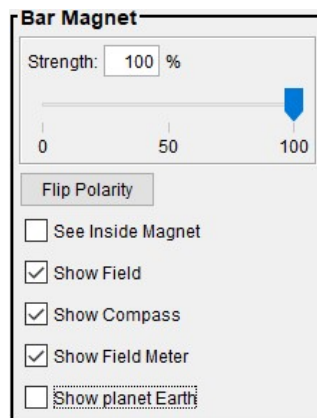 Bar Magnet
Strength: 100 %
0 50 100
Flip Polarity
See Inside Magnet
Show Field
Show Compass
Show Field Meter
Show planet Earth